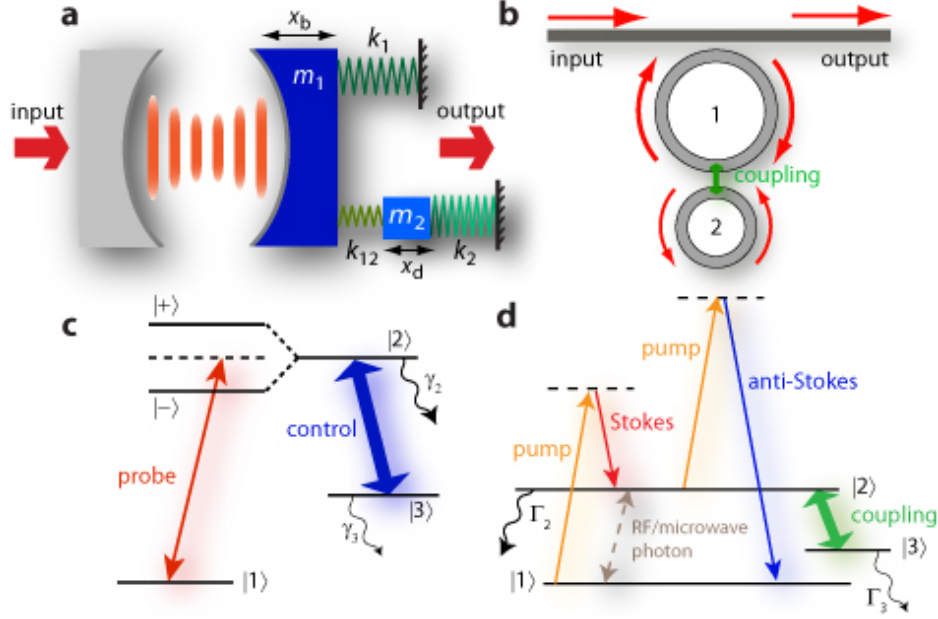 a
x_b
k_1
m_1
input
output
m_2
k_12
x_d
k_2
b
input
output
1
coupling
2
c
|+⟩
|2⟩
|−⟩
γ_2
control
probe
|3⟩
γ_3
|1⟩
d
pump
anti-Stokes
Stokes
pump
|2⟩
Γ_2
RF/microwave
photon
coupling
|3⟩
|1⟩
Γ_3